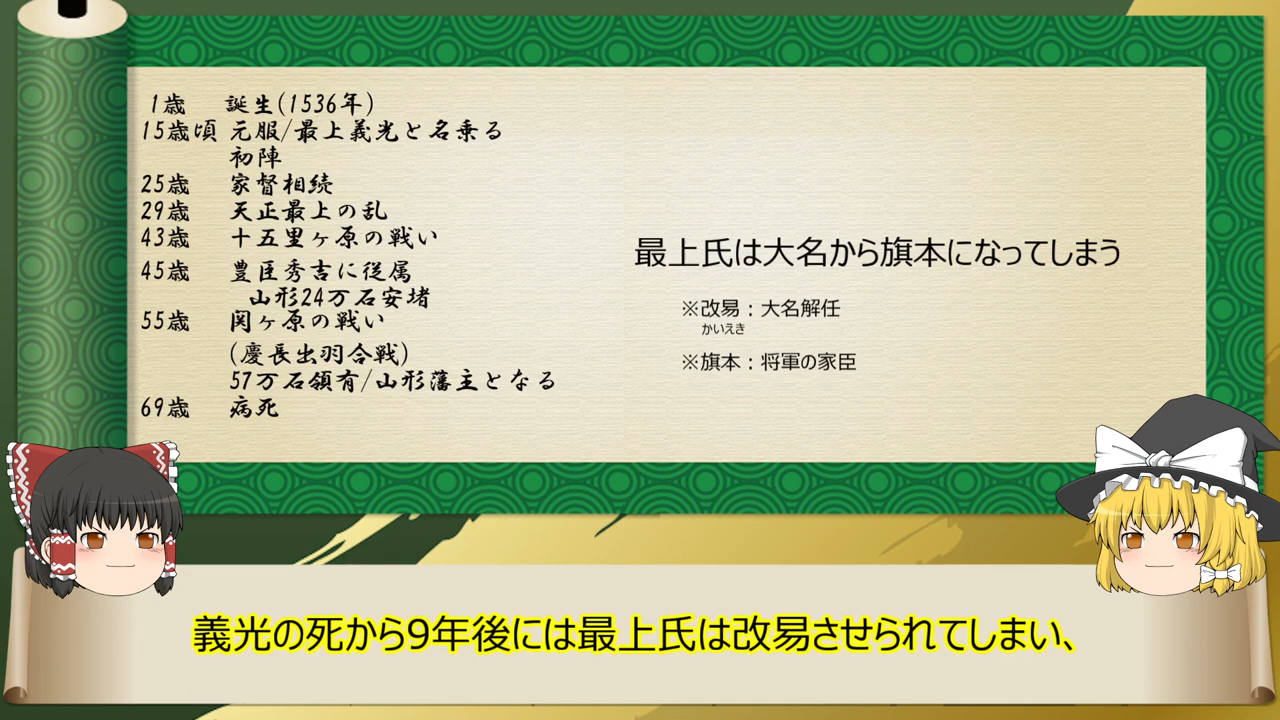 1歳 誕生(1536年)
15歳頃 元服/最上義光と名乗る
初陣
25歳 家督相続
29歳 天正最上の乱
43歳 十五里ヶ原の戦い
45歳 豊臣秀吉に従属
山形24万石安堵
55歳 関ヶ原の戦い
(慶長出羽合戦)
57万石領有/山形藩主となる
69歳 病死
最上氏は大名から旗本になってしまう
※改易：大名解任
かいえき
※旗本：将軍の家臣
義光の死から9年後には最上氏は改易させられてしまい、